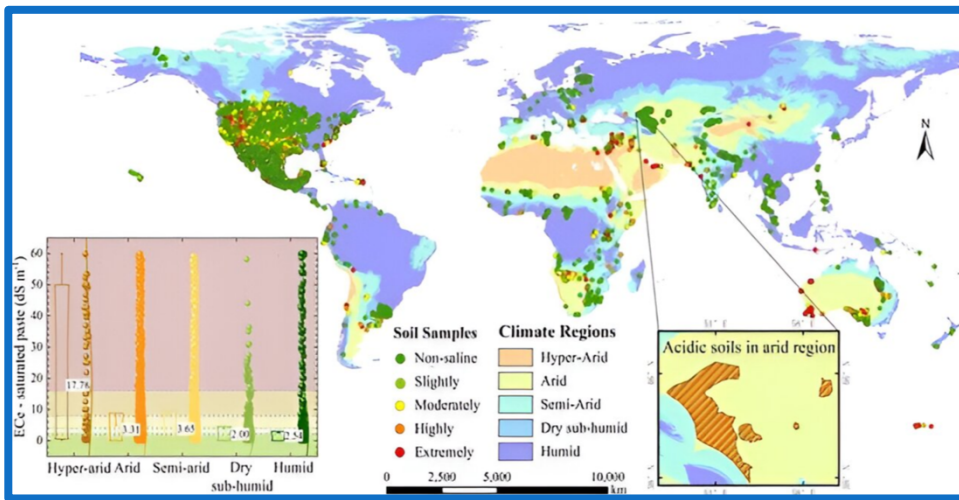 N
ECe - saturated paste (dS m⁻¹)
60
50
40
30
20
10
0
17.78
3.31
3.65
2.00
2.54
Hyper-arid
Arid
Semi-arid
Dry
sub-humid
Humid
Soil Samples
Non-saline
Slightly
Moderately
Highly
Extremely
Climate Regions
Hyper-Arid
Arid
Semi-Arid
Dry sub-humid
Humid
0
2,500
5,000
10,000
km
Acidic soils in arid region